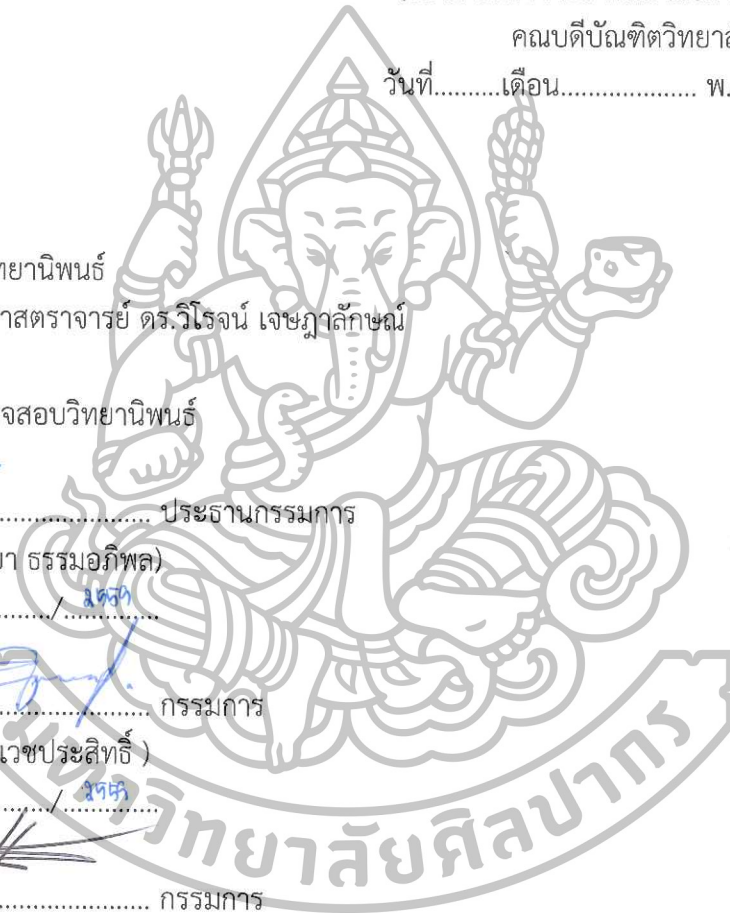 คณบดีบัณฑิตวิทยาล
วันที่.........เดือน.................... พ.
ทยานิพนธ์
าสตราจารย์ ดร.วิโรจน์ เจษฎาลักษณ์
จสอบวิทยานิพนธ์
...................... ประธานกรรมการ
ยา ธรรมอภิพล)
......../..2559..........
...................... กรรมการ
เวชประสิทธิ์ )
......../..2559..........
...................... กรรมการ
มหาวิทยาลัยศิลปากร